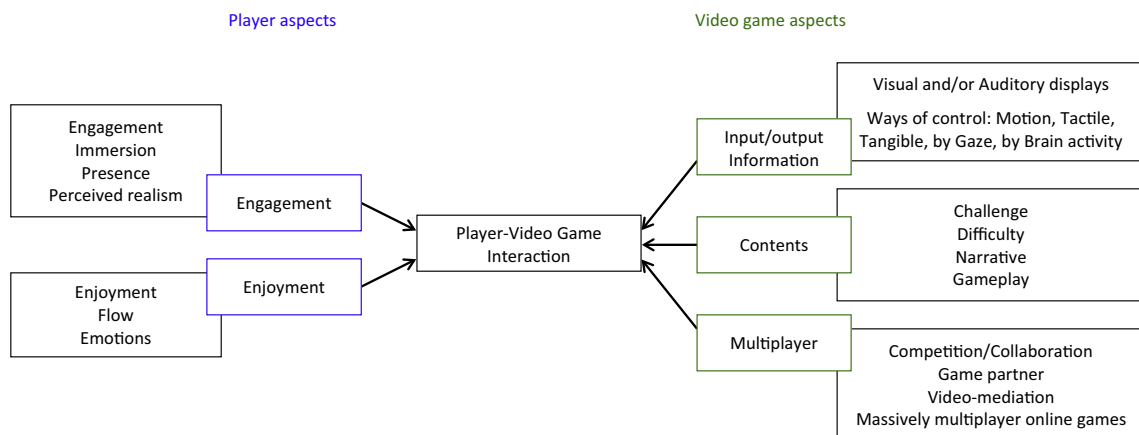 Player aspects
Video game aspects
Engagement
Immersion
Presence
Perceived realism
Engagement
Enjoyment
Flow
Emotions
Enjoyment
Player-Video Game
Interaction
Input/output
Information
Visual and/or Auditory displays
Ways of control: Motion, Tactile,
Tangible, by Gaze, by Brain activity
Contents
Challenge
Difficulty
Narrative
Gameplay
Multiplayer
Competition/Collaboration
Game partner
Video-mediation
Massively multiplayer online games